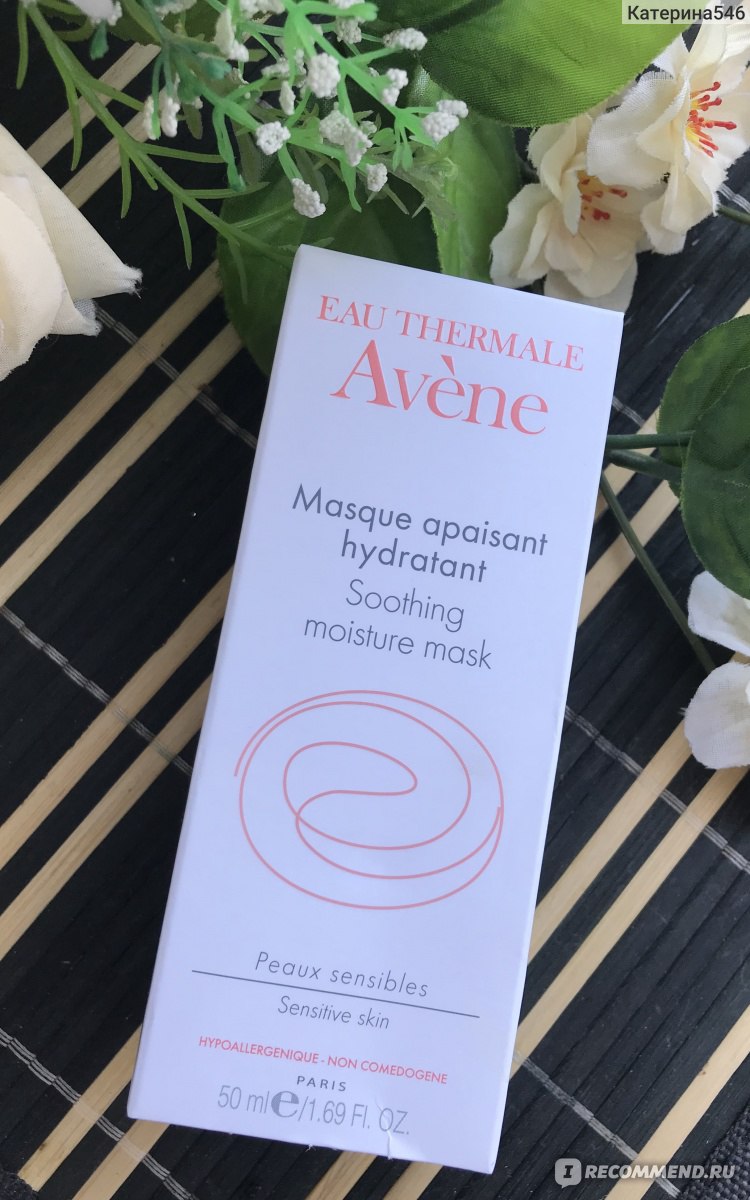 Катерина546
EAU THERMALE
Avène
Masque apaisant
hydratant
Soothing
moisture mask
Peaux sensibles
Sensitive skin
HYPOALLERGENIQUE - NON COMEDOGENE
PARIS
50 ml e/1.69 FL. OZ.
I RECOMMEND.RU